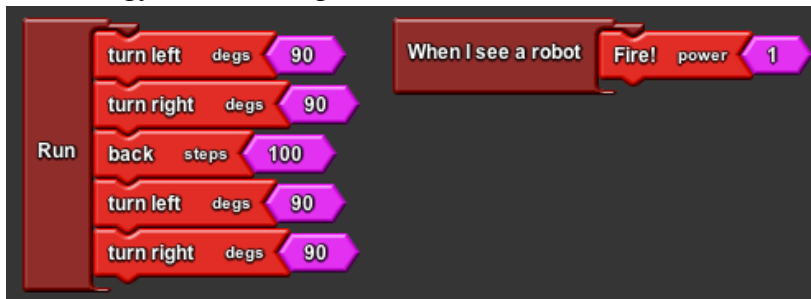 turn left degs 90
turn right degs 90
Run back steps 100
turn left degs 90
turn right degs 90
When I see a robot Fire! power 1